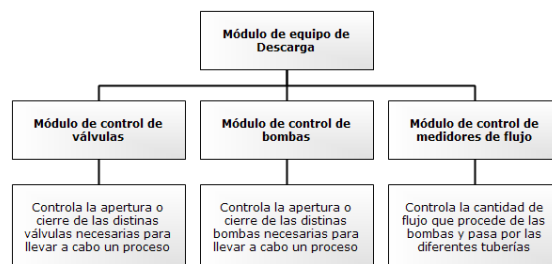 Módulo de equipo de
Descarga
Módulo de control de
válvulas
Módulo de control de
bombas
Módulo de control de
medidores de flujo
Controla la apertura o
cierre de las distinas
válvulas necesarias para
llevar a cabo un proceso
Controla la apertura o
cierre de las distinas
bombas necesarias para
llevar a cabo un proceso
Controla la cantidad de
flujo que procede de las
bombas y pasa por las
diferentes tuberías